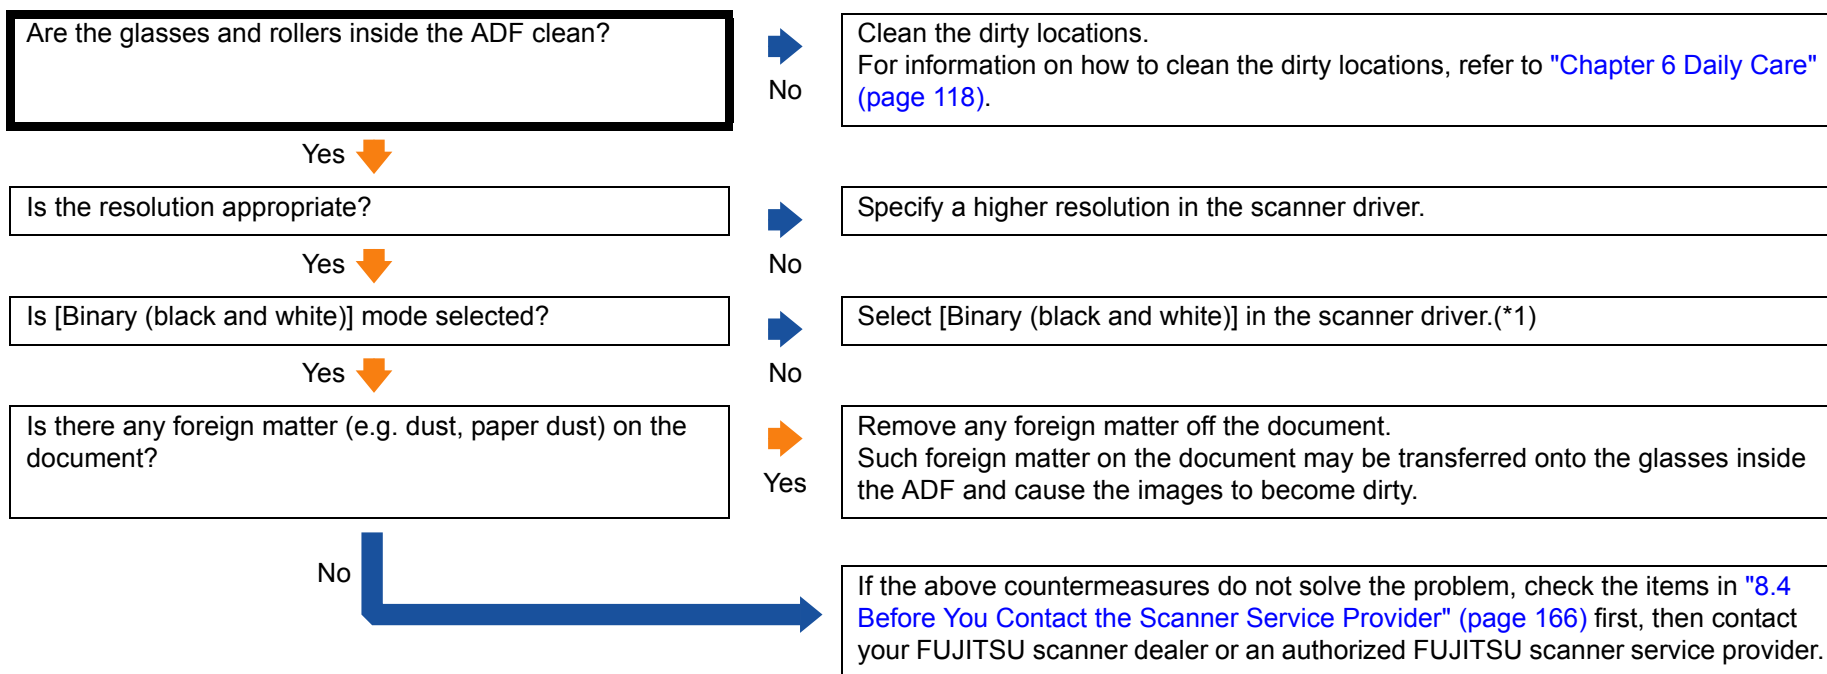 Are the glasses and rollers inside the ADF clean?
No
Clean the dirty locations.
For information on how to clean the dirty locations, refer to "Chapter 6 Daily Care"
(page 118).
Yes
Is the resolution appropriate?
No
Specify a higher resolution in the scanner driver.
Yes
Is [Binary (black and white)] mode selected?
No
Select [Binary (black and white)] in the scanner driver.(*1)
Yes
Is there any foreign matter (e.g. dust, paper dust) on the
document?
Yes
Remove any foreign matter off the document.
Such foreign matter on the document may be transferred onto the glasses inside
the ADF and cause the images to become dirty.
No
If the above countermeasures do not solve the problem, check the items in "8.4
Before You Contact the Scanner Service Provider" (page 166) first, then contact
your FUJITSU scanner dealer or an authorized FUJITSU scanner service provider.